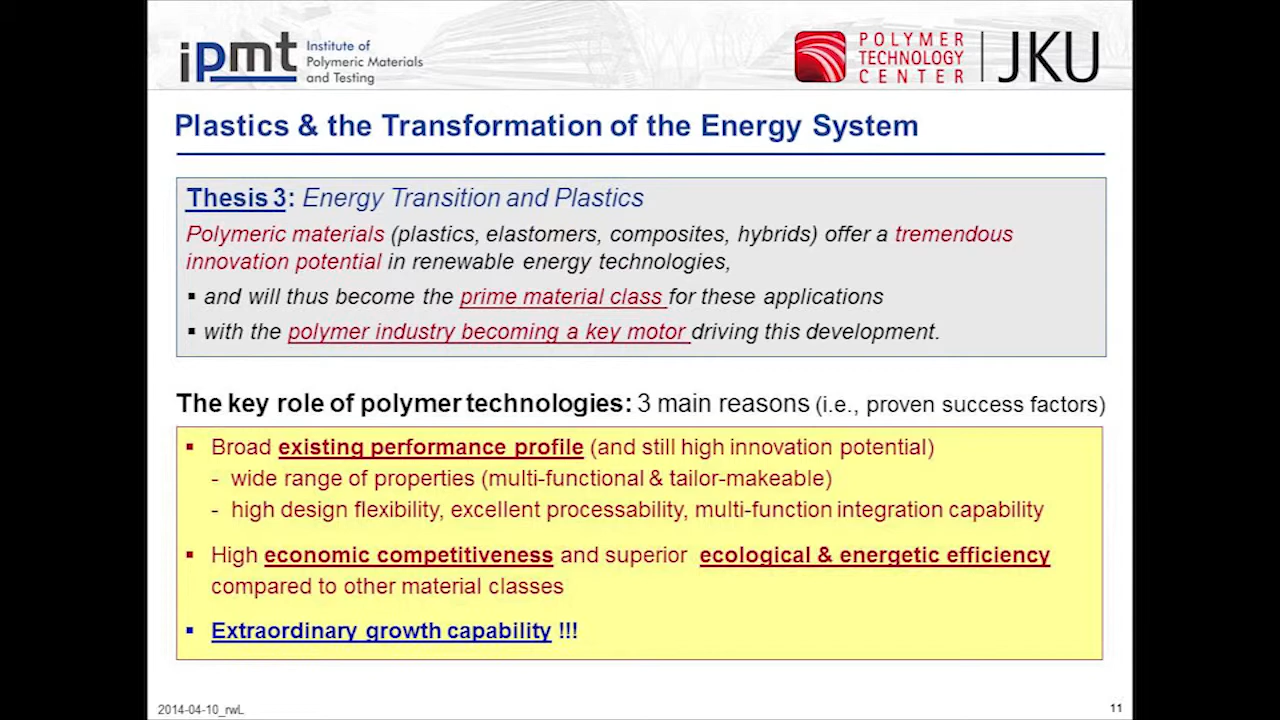 ipmt Institute of
Polymeric Materials
and Testing
POLYMER
TECHNOLOGY
CENTER
JKU
Plastics & the Transformation of the Energy System
Thesis 3: Energy Transition and Plastics
Polymeric materials (plastics, elastomers, composites, hybrids) offer a tremendous
innovation potential in renewable energy technologies,
▪ and will thus become the prime material class for these applications
▪ with the polymer industry becoming a key motor driving this development.
The key role of polymer technologies: 3 main reasons (i.e., proven success factors)
▪ Broad existing performance profile (and still high innovation potential)
- wide range of properties (multi-functional & tailor-makeable)
- high design flexibility, excellent processability, multi-function integration capability
▪ High economic competitiveness and superior ecological & energetic efficiency
compared to other material classes
▪ Extraordinary growth capability !!!
2014-04-10_rwL
11